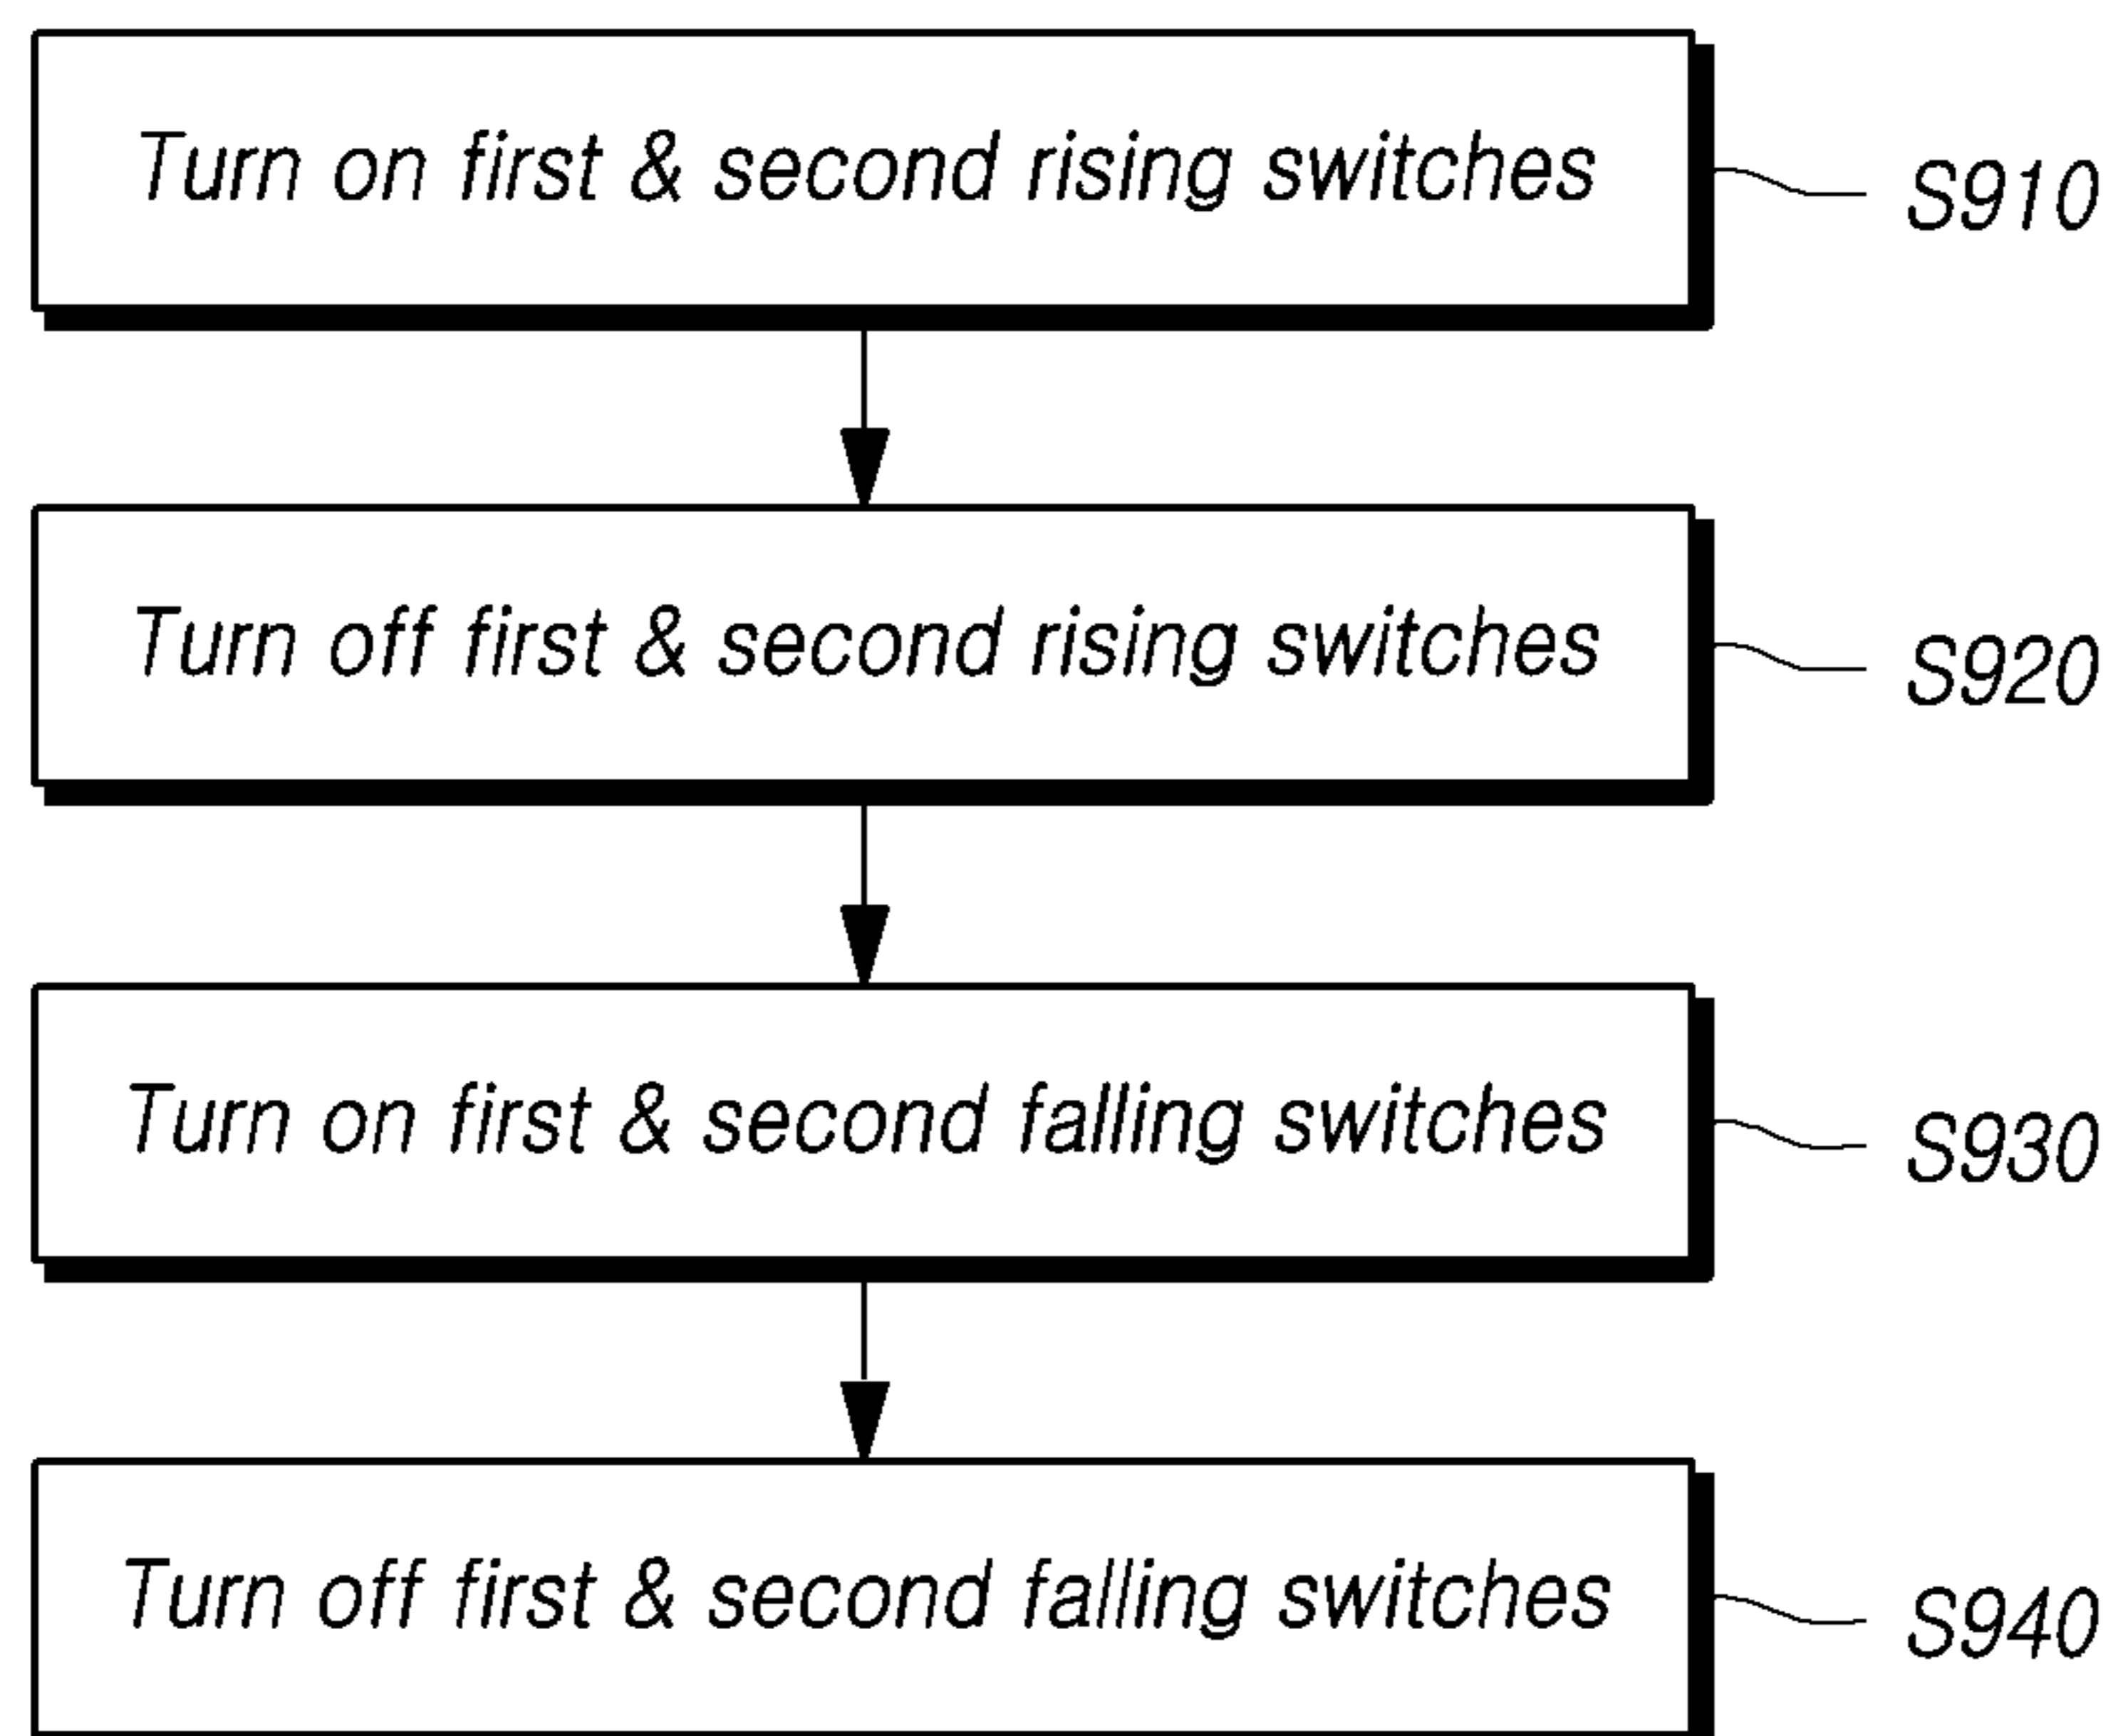 Turn on first & second rising switches S910
Turn off first & second rising switches S920
Turn on first & second falling switches S930
Turn off first & second falling switches S940